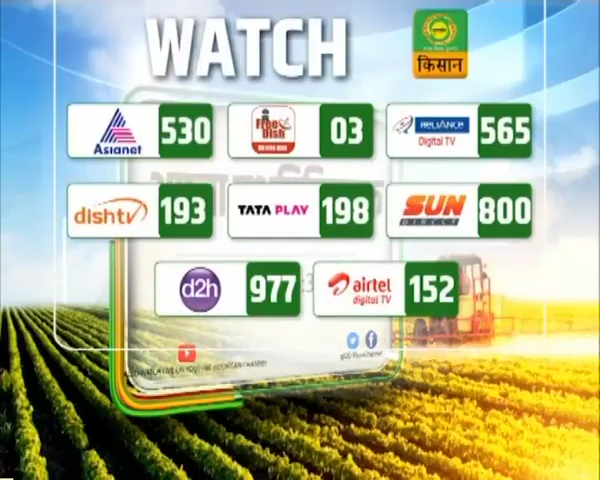 WATCH
किसान
Asianet 530
Free Dish 03
RELIANCE Digital TV 565
dishtv 193
TATA PLAY 198
SUN DIRECT 800
d2h 977
airtel digital TV 152